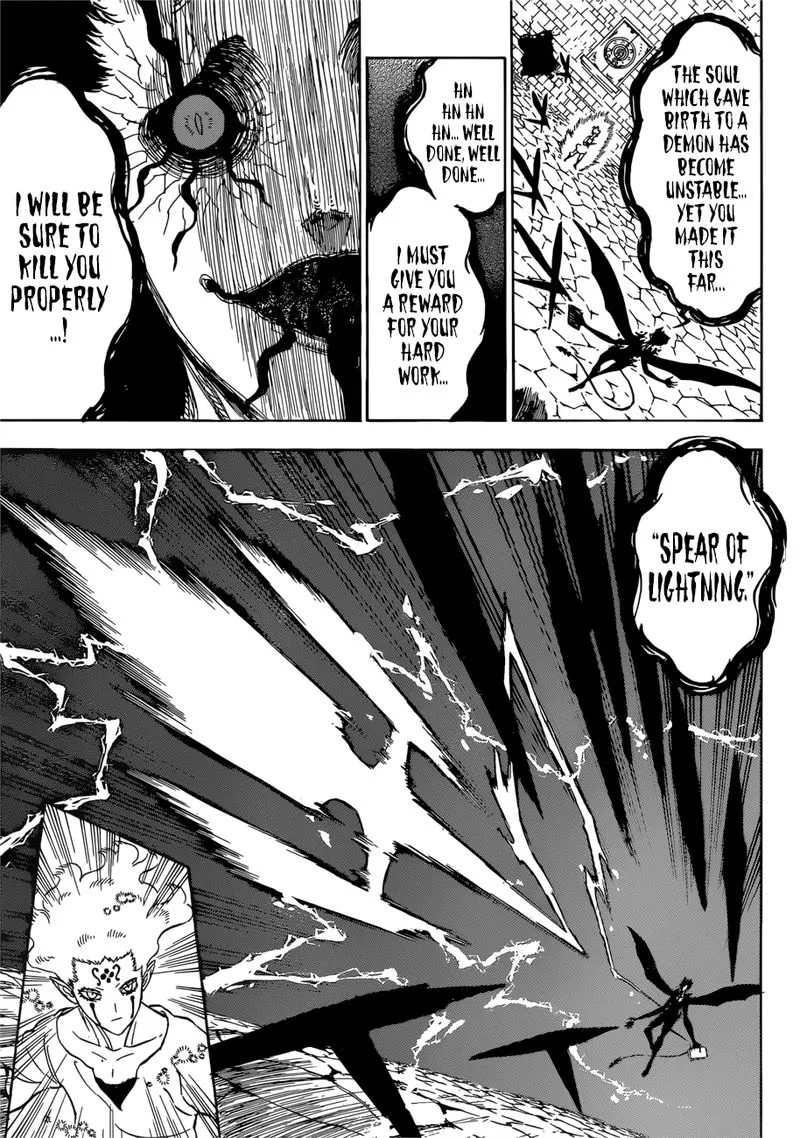 THE SOUL
WHICH GAVE
BIRTH TO A
DEMON HAS
BECOME
UNSTABLE...
YET YOU
MADE IT
THIS
FAR...
HN
HN HN
HN... WELL
DONE, WELL
DONE...
I MUST
GIVE YOU
A REWARD
FOR YOUR
HARD
WORK...
I WILL BE
SURE TO
KILL YOU
PROPERLY
...!
"SPEAR OF
LIGHTNING."